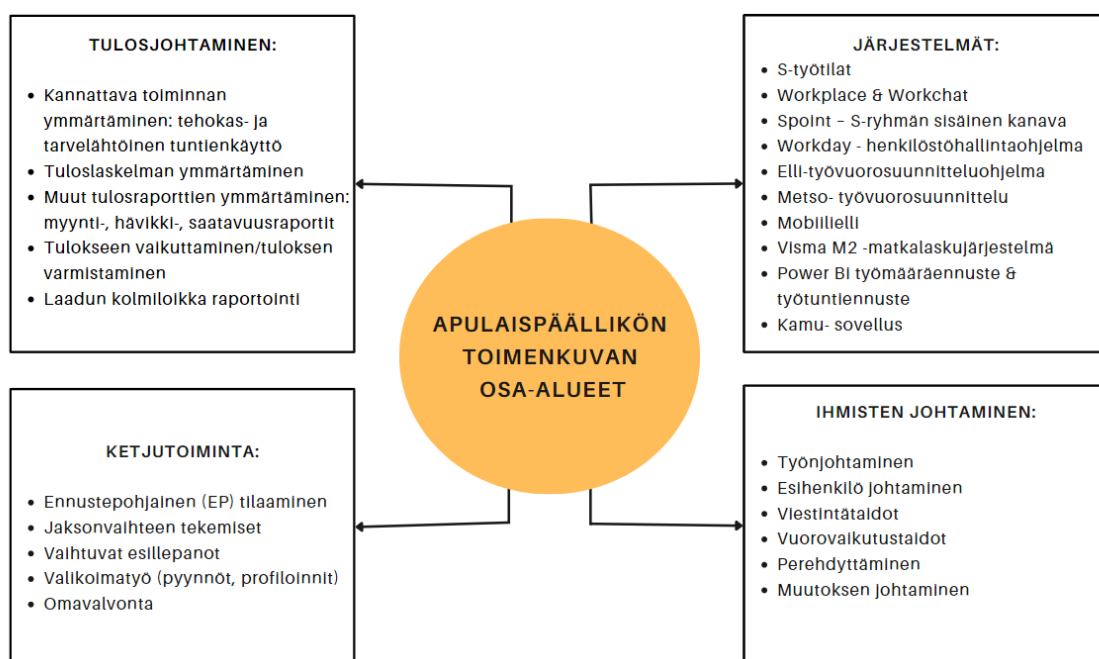 TULOSJOHTAMINEN:
• Kannattava toiminnan
ymmärtäminen: tehokas- ja
tarvelähtöinen tuntienkäyttö
• Tuloslaskelman ymmärtäminen
• Muut tulosraporttien ymmärtäminen:
myynti-, hävikki-, saatavuusraportit
• Tulokseen vaikuttaminen/tuloksen
varmistaminen
• Laadun kolmiloikka raportointi
JÄRJESTELMÄT:
• S-työtilat
• Workplace & Workchat
• Spoint – S-ryhmän sisäinen kanava
• Workday - henkilöstöhallintaohjelma
• Elli-työvuorosuunnitteluohjelma
• Metso- työvuorosuunnittelu
• Mobiilielli
• Visma M2 -matkalaskujärjestelmä
• Power Bi työmääräennuste &
työtuntiennuste
• Kamu- sovellus
APULAISPÄÄLLIKÖN
TOIMENKUVAN
OSA-ALUEET
KETJUTOIMINTA:
• Ennustepohjainen (EP) tilaaminen
• Jaksonvaihteen tekemiset
• Vaihtuvat esillepanot
• Valikoimatyö (pyynnöt, profiloinnit)
• Omavalvonta
IHMISTEN JOHTAMINEN:
• Työnjohtaminen
• Esihenkilö johtaminen
• Viestintätaidot
• Vuorovaikutustaidot
• Perehdyttäminen
• Muutoksen johtaminen